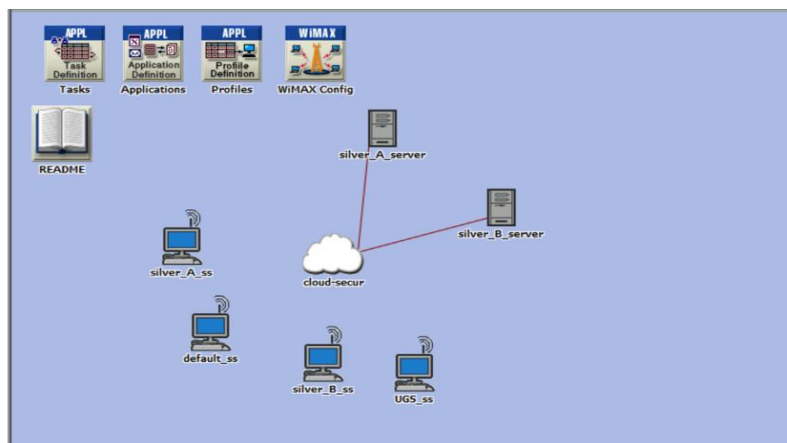 APPL
Task
Definition
Tasks
APPL
Application
Definition
Applications
APPL
Profile
Definition
Profiles
WiMAX
WiMAX Config
README
silver_A_server
silver_B_server
silver_A_ss
cloud-secur
default_ss
silver_B_ss
UGS_ss